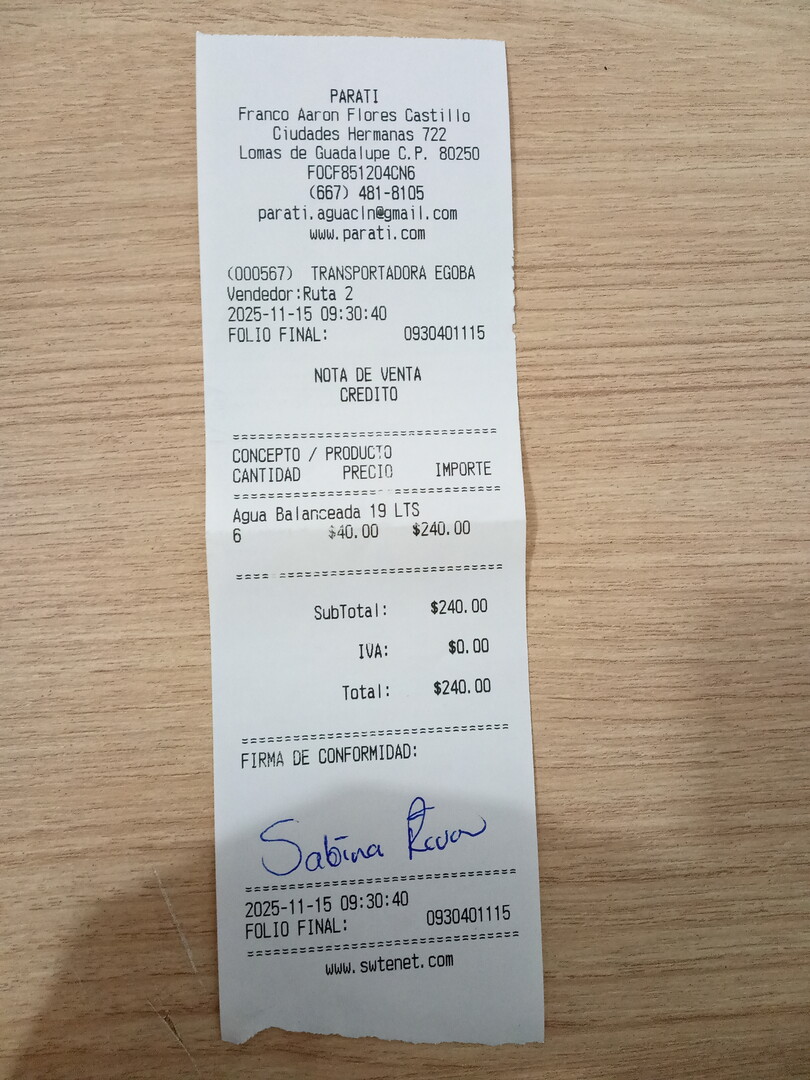 PARATI
Franco Aaron Flores Castillo
Ciudades Hermanas 722
Lomas de Guadalupe C.P. 80250
FOCF851204CN6
(667) 481-8105
parati.aguacln@gmail.com
www.parati.com
(000567) TRANSPORTADORA EGOBA
Vendedor:Ruta 2
2025-11-15 09:30:40
FOLIO FINAL: 0930401115
NOTA DE VENTA
CREDITO
CONCEPTO / PRODUCTO
CANTIDAD PRECIO IMPORTE
Agua Balanceada 19 LTS
6 $40.00 $240.00
SubTotal: $240.00
IVA: $0.00
Total: $240.00
FIRMA DE CONFORMIDAD:
Sabina
2025-11-15 09:30:40
FOLIO FINAL: 0930401115
www.swtenet.com